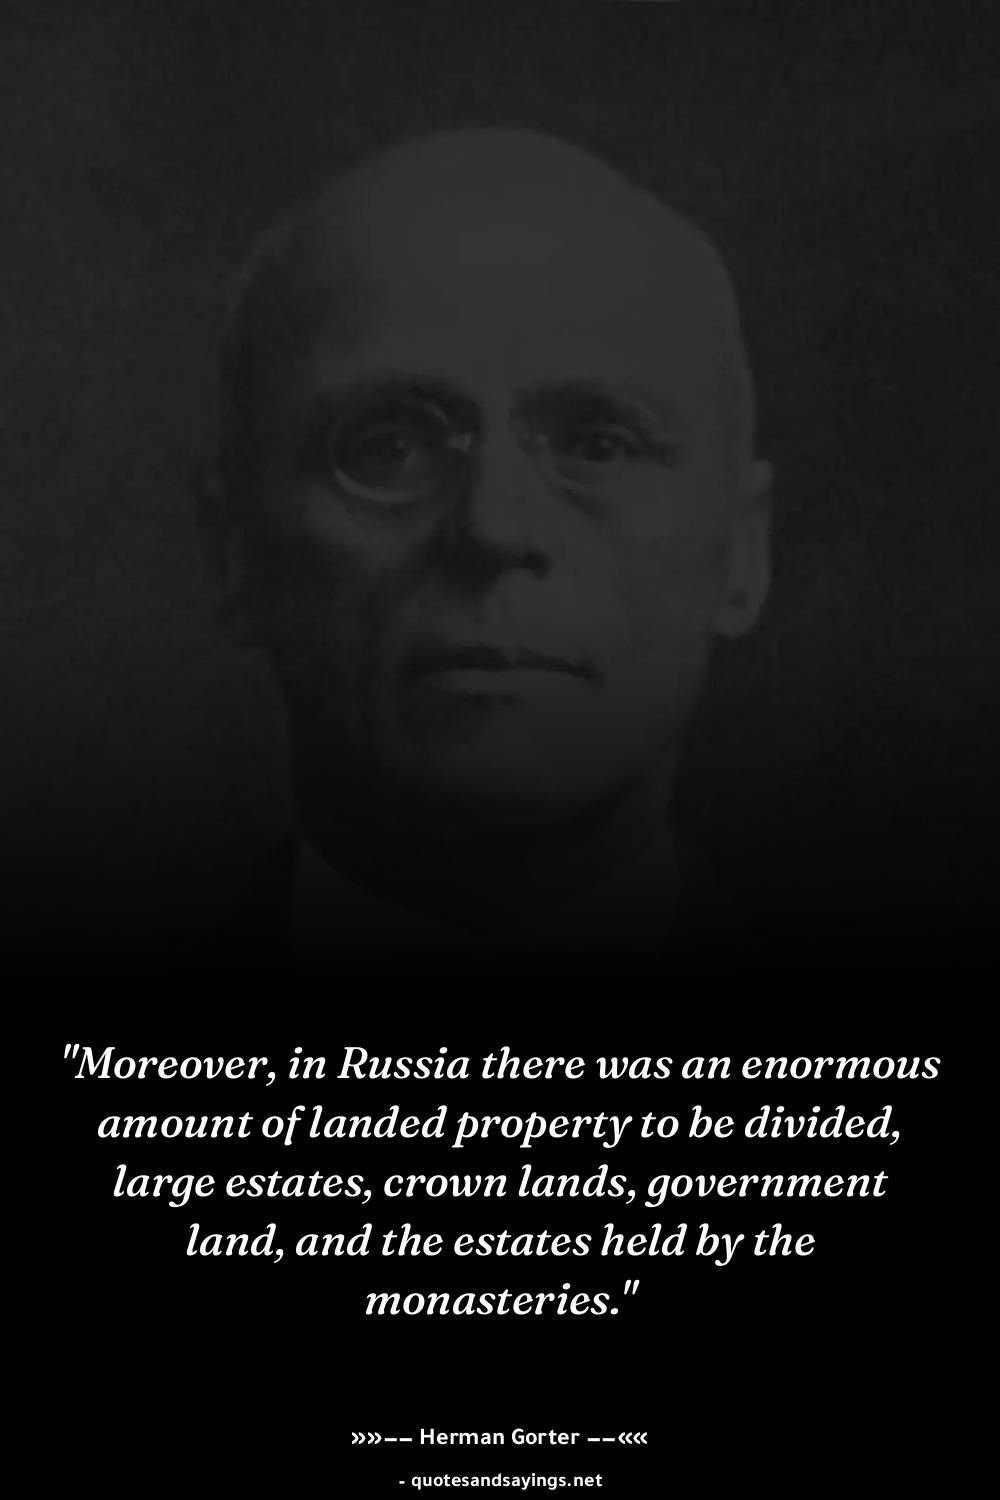 "Moreover, in Russia there was an enormous
amount of landed property to be divided,
large estates, crown lands, government
land, and the estates held by the
monasteries."
»»–– Herman Gorter ––««
- quotesandsayings.net